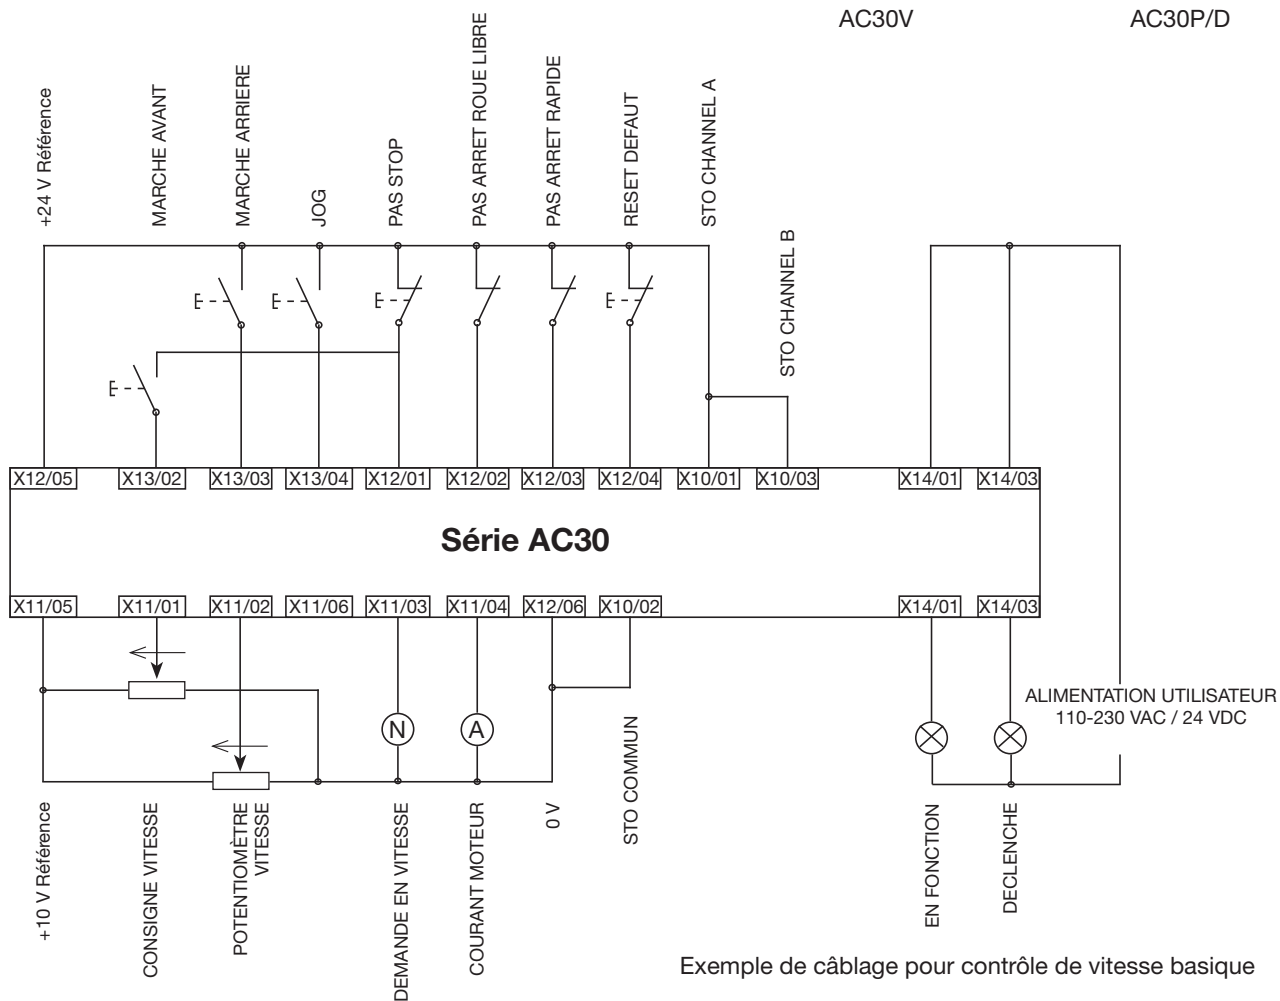 AC30V
AC30P/D
+24 V Référence
MARCHE AVANT
MARCHE ARRIERE
JOG
PAS STOP
PAS ARRET ROUE LIBRE
PAS ARRET RAPIDE
RESET DEFAUT
STO CHANNEL A
STO CHANNEL B
X12/05
X13/02
X13/03
X13/04
X12/01
X12/02
X12/03
X12/04
X10/01
X10/03
X14/01
X14/03
Série AC30
X11/05
X11/01
X11/02
X11/06
X11/03
X11/04
X12/06
X10/02
X14/01
X14/03
N
A
ALIMENTATION UTILISATEUR
110-230 VAC / 24 VDC
+10 V Référence
CONSIGNE VITESSE
POTENTIOMÈTRE
VITESSE
DEMANDE EN VITESSE
COURANT MOTEUR
0 V
STO COMMUN
EN FONCTION
DECLENCHE
Exemple de câblage pour contrôle de vitesse basique